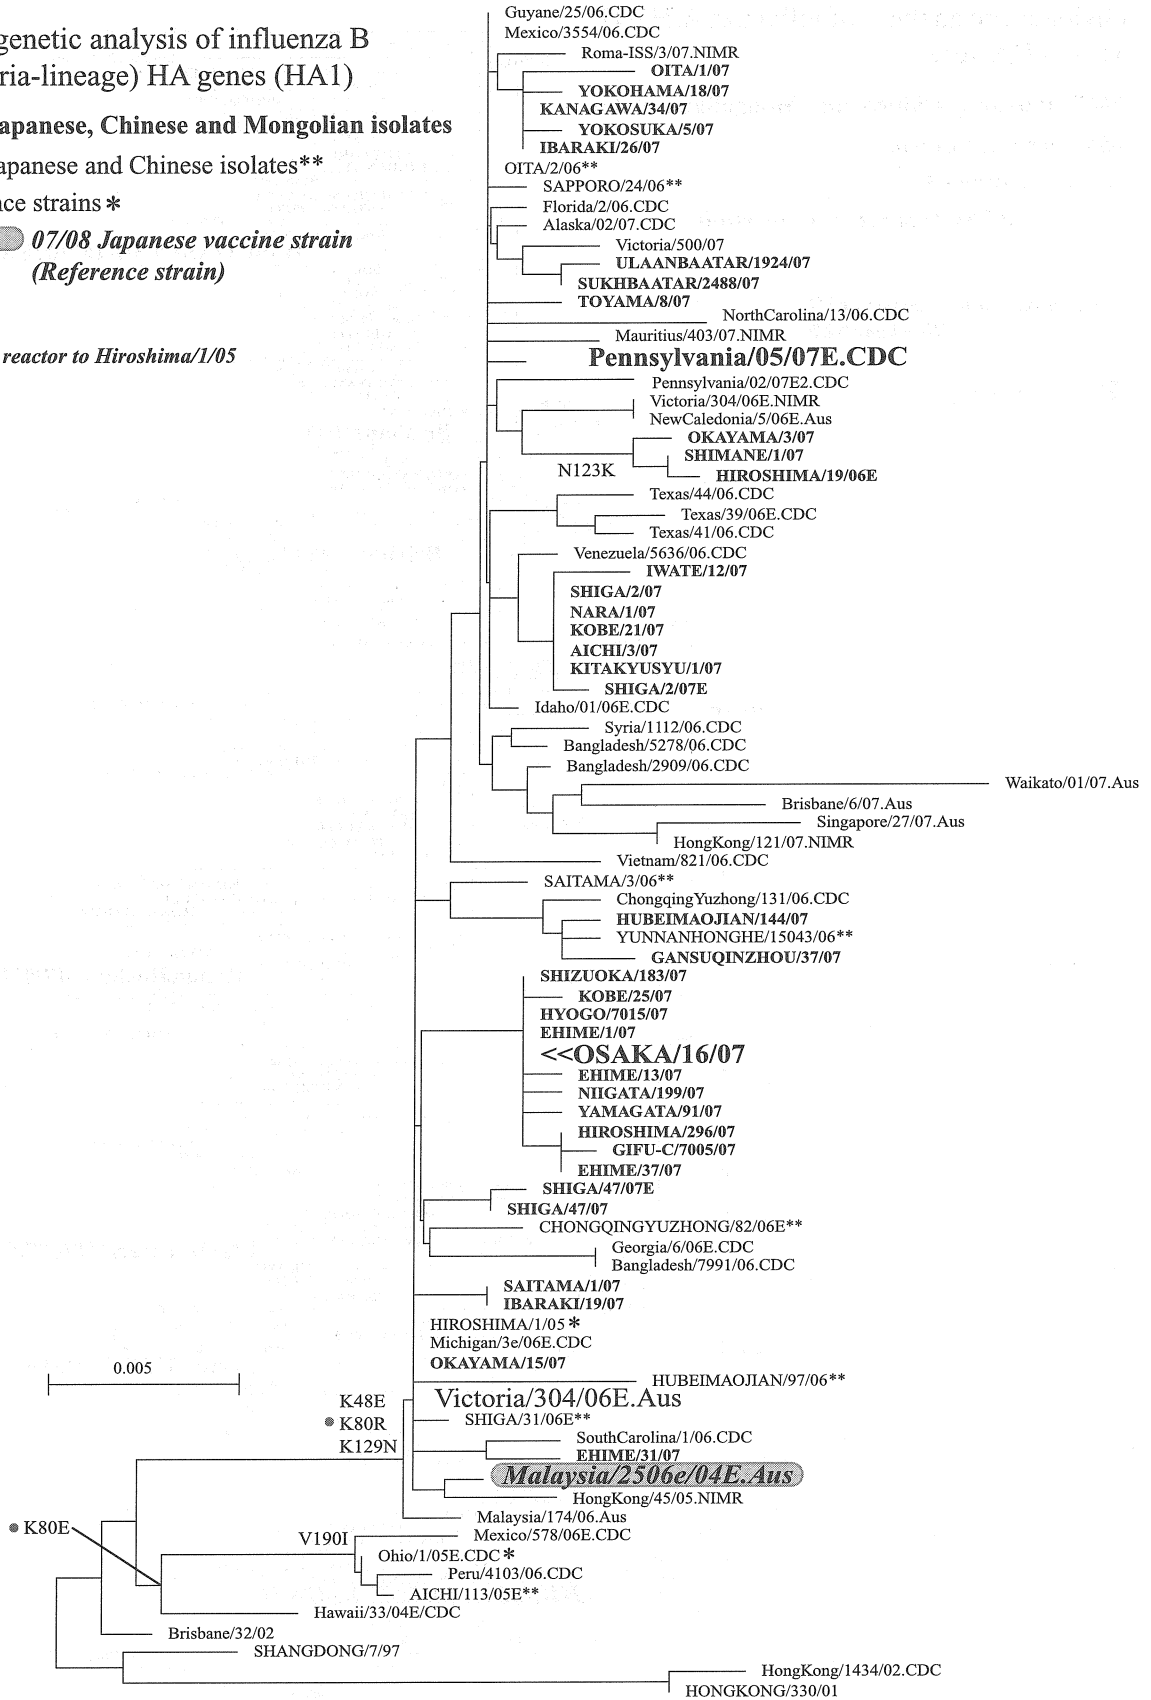 genetic analysis of influenza B
ria-lineage) HA genes (HA1)
apanese, Chinese and Mongolian isolates
apanese and Chinese isolates**
nce strains *
07/08 Japanese vaccine strain
(Reference strain)
reactor to Hiroshima/1/05
Guyane/25/06.CDC
Mexico/3554/06.CDC
Roma-ISS/3/07.NIMR
OITA/1/07
YOKOHAMA/18/07
KANAGAWA/34/07
YOKOSUKA/5/07
IBARAKI/26/07
OITA/2/06**
SAPPORO/24/06**
Florida/2/06.CDC
Alaska/02/07.CDC
Victoria/500/07
ULAANBAATAR/1924/07
SUKHBAATAR/2488/07
TOYAMA/8/07
NorthCarolina/13/06.CDC
Mauritius/403/07.NIMR
Pennsylvania/05/07E.CDC
Pennsylvania/02/07E2.CDC
Victoria/304/06E.NIMR
NewCaledonia/5/06E.Aus
OKAYAMA/3/07
SHIMANE/1/07
N123K
HIROSHIMA/19/06E
Texas/44/06.CDC
Texas/39/06E.CDC
Texas/41/06.CDC
Venezuela/5636/06.CDC
IWATE/12/07
SHIGA/2/07
NARA/1/07
KOBE/21/07
AICHI/3/07
KITAKYUSYU/1/07
SHIGA/2/07E
Idaho/01/06E.CDC
Syria/1112/06.CDC
Bangladesh/5278/06.CDC
Bangladesh/2909/06.CDC
Waikato/01/07.Aus
Brisbane/6/07.Aus
Singapore/27/07.Aus
HongKong/121/07.NIMR
Vietnam/821/06.CDC
SAITAMA/3/06**
ChongqingYuzhong/131/06.CDC
HUBEIMAOJIAN/144/07
YUNNANHONGHE/15043/06**
GANSUQINZHOU/37/07
SHIZUOKA/183/07
KOBE/25/07
HYOGO/7015/07
EHIME/1/07
<<OSAKA/16/07
EHIME/13/07
NIIGATA/199/07
YAMAGATA/91/07
HIROSHIMA/296/07
GIFU-C/7005/07
EHIME/37/07
SHIGA/47/07E
SHIGA/47/07
CHONGQINGYUZHONG/82/06E**
Georgia/6/06E.CDC
Bangladesh/7991/06.CDC
SAITAMA/1/07
IBARAKI/19/07
HIROSHIMA/1/05 *
Michigan/3e/06E.CDC
OKAYAMA/15/07
0.005
HUBEIMAOJIAN/97/06**
K48E
Victoria/304/06E.Aus
K80R
SHIGA/31/06E**
K129N
SouthCarolina/1/06.CDC
EHIME/31/07
Malaysia/2506e/04E.Aus
HongKong/45/05.NIMR
Malaysia/174/06.Aus
K80E
Mexico/578/06E.CDC
V190I
Ohio/1/05E.CDC *
Peru/4103/06.CDC
AICHI/113/05E**
Hawaii/33/04E/CDC
Brisbane/32/02
SHANGDONG/7/97
HongKong/1434/02.CDC
HONGKONG/330/01